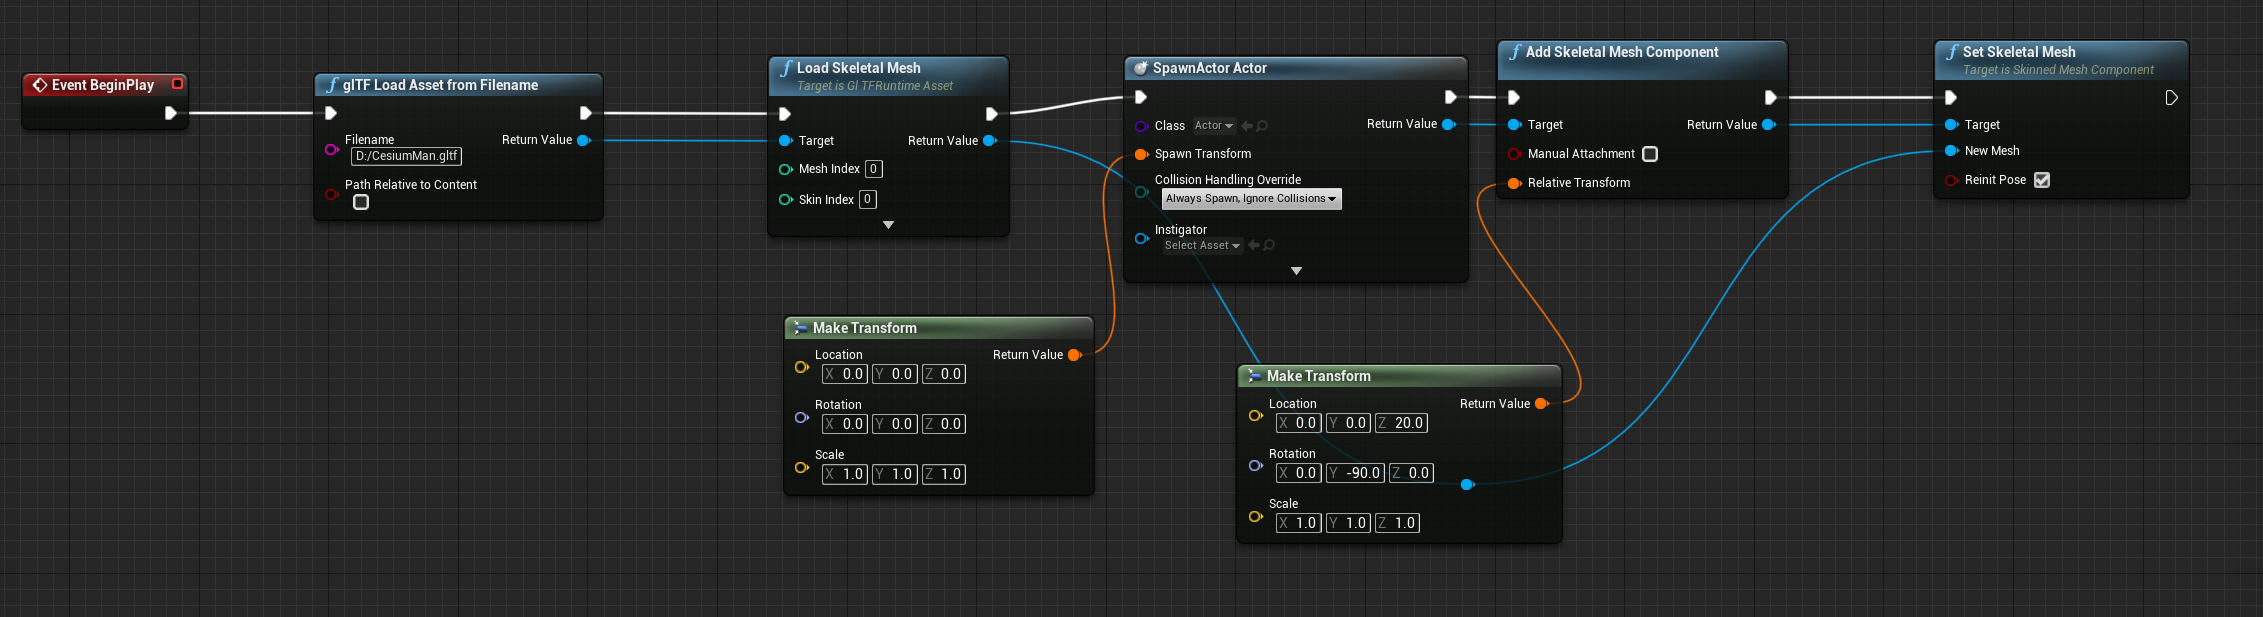 Event BeginPlay
glTF Load Asset from Filename
Filename
D:/CesiumMan.gltf
Return Value
Path Relative to Content
Load Skeletal Mesh
Target is Gl TFRuntime Asset
Target
Return Value
Mesh Index 0
Skin Index 0
SpawnActor Actor
Class Actor
Return Value
Spawn Transform
Collision Handling Override
Always Spawn, Ignore Collisions
Instigator
Select Asset
Add Skeletal Mesh Component
Target
Return Value
Manual Attachment
Relative Transform
Set Skeletal Mesh
Target is Skinned Mesh Component
Target
New Mesh
Reinit Pose
Make Transform
Location
Return Value
X 0.0 Y 0.0 Z 0.0
Rotation
X 0.0 Y 0.0 Z 0.0
Scale
X 1.0 Y 1.0 Z 1.0
Make Transform
Location
Return Value
X 0.0 Y 0.0 Z 20.0
Rotation
X 0.0 Y -90.0 Z 0.0
Scale
X 1.0 Y 1.0 Z 1.0